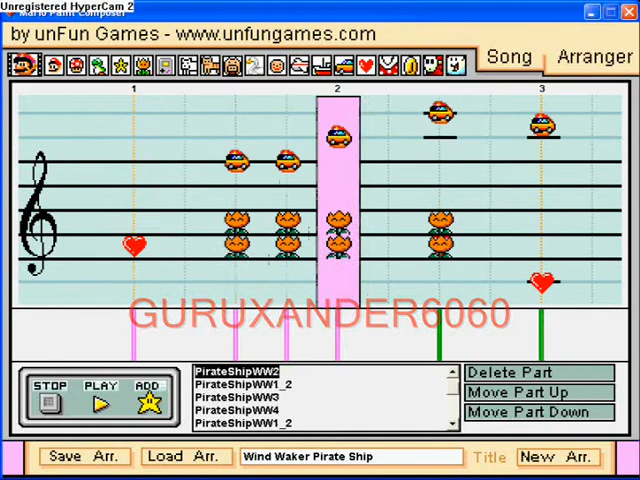 Unregistered HyperCam 2
Mario Paint Composer
by unFun Games - www.unfungames.com
Song
Arranger
1
2
3
GURUXANDER6060
STOP
PLAY
ADD
PirateShipWW2
PirateShipWW1_2
PirateShipWW3
PirateShipWW4
PirateShipWW1_2
Delete Part
Move Part Up
Move Part Down
Save Arr.
Load Arr.
Wind Waker Pirate Ship
Title
New Arr.